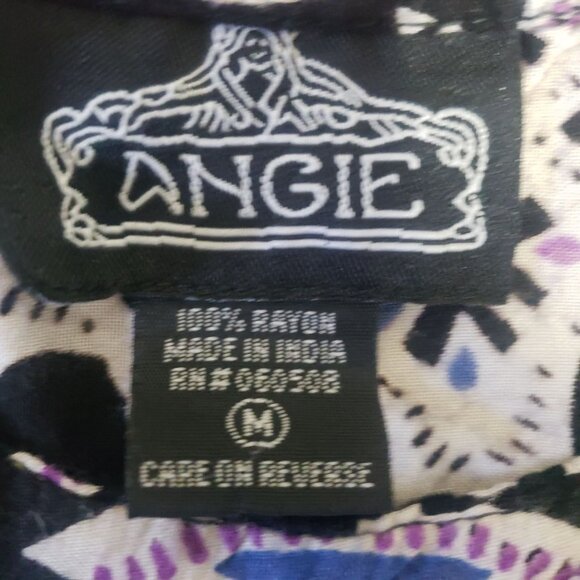 ANGIE
100% RAYON
MADE IN INDIA
RN# 060508
M
CARE ON REVERSE